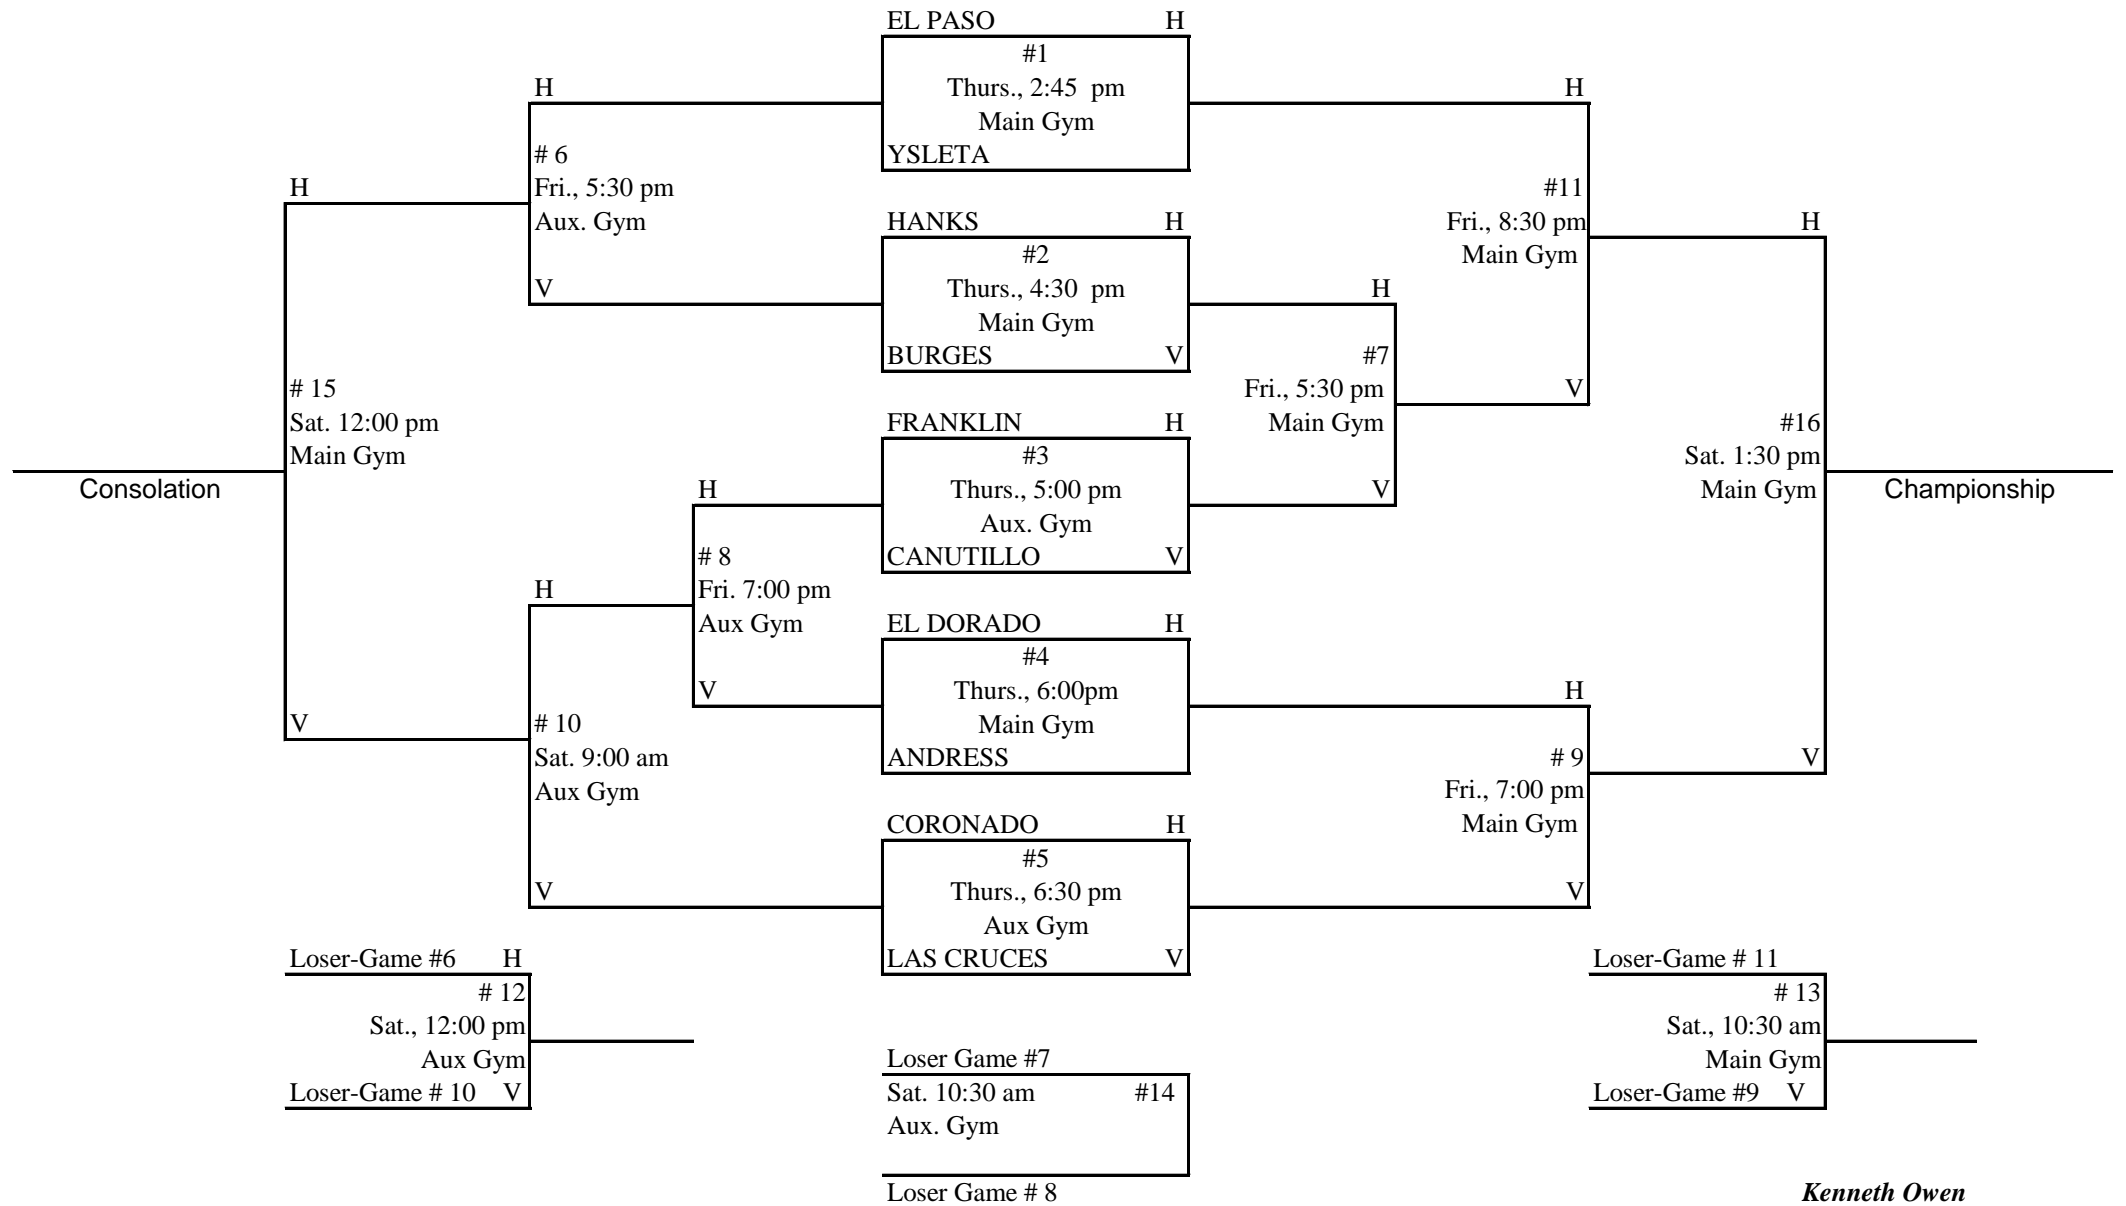 EL PASO H
#1
Thurs., 2:45 pm
Main Gym
YSLETA
HANKS H
#2
Thurs., 4:30 pm
Main Gym
BURGES V
FRANKLIN H
#3
Thurs., 5:00 pm
Aux. Gym
CANUTILLO V
EL DORADO H
#4
Thurs., 6:00pm
Main Gym
ANDRESS
CORONADO H
#5
Thurs., 6:30 pm
Aux Gym
LAS CRUCES V
H
# 6
Fri., 5:30 pm
Aux. Gym
V
H
# 8
Fri. 7:00 pm
Aux Gym
V
H
# 10
Sat. 9:00 am
Aux Gym
V
H
# 15
Sat. 12:00 pm
Main Gym
V
Consolation
H
#7
Fri., 5:30 pm
Main Gym
V
H
#11
Fri., 8:30 pm
Main Gym
V
H
# 9
Fri., 7:00 pm
Main Gym
V
H
#16
Sat. 1:30 pm
Main Gym
V
Championship
Loser-Game #6 H
# 12
Sat., 12:00 pm
Aux Gym
Loser-Game # 10 V
Loser Game #7
Sat. 10:30 am #14
Aux. Gym
Loser Game # 8
Loser-Game # 11
# 13
Sat., 10:30 am
Main Gym
Loser-Game #9 V
Kenneth Owen